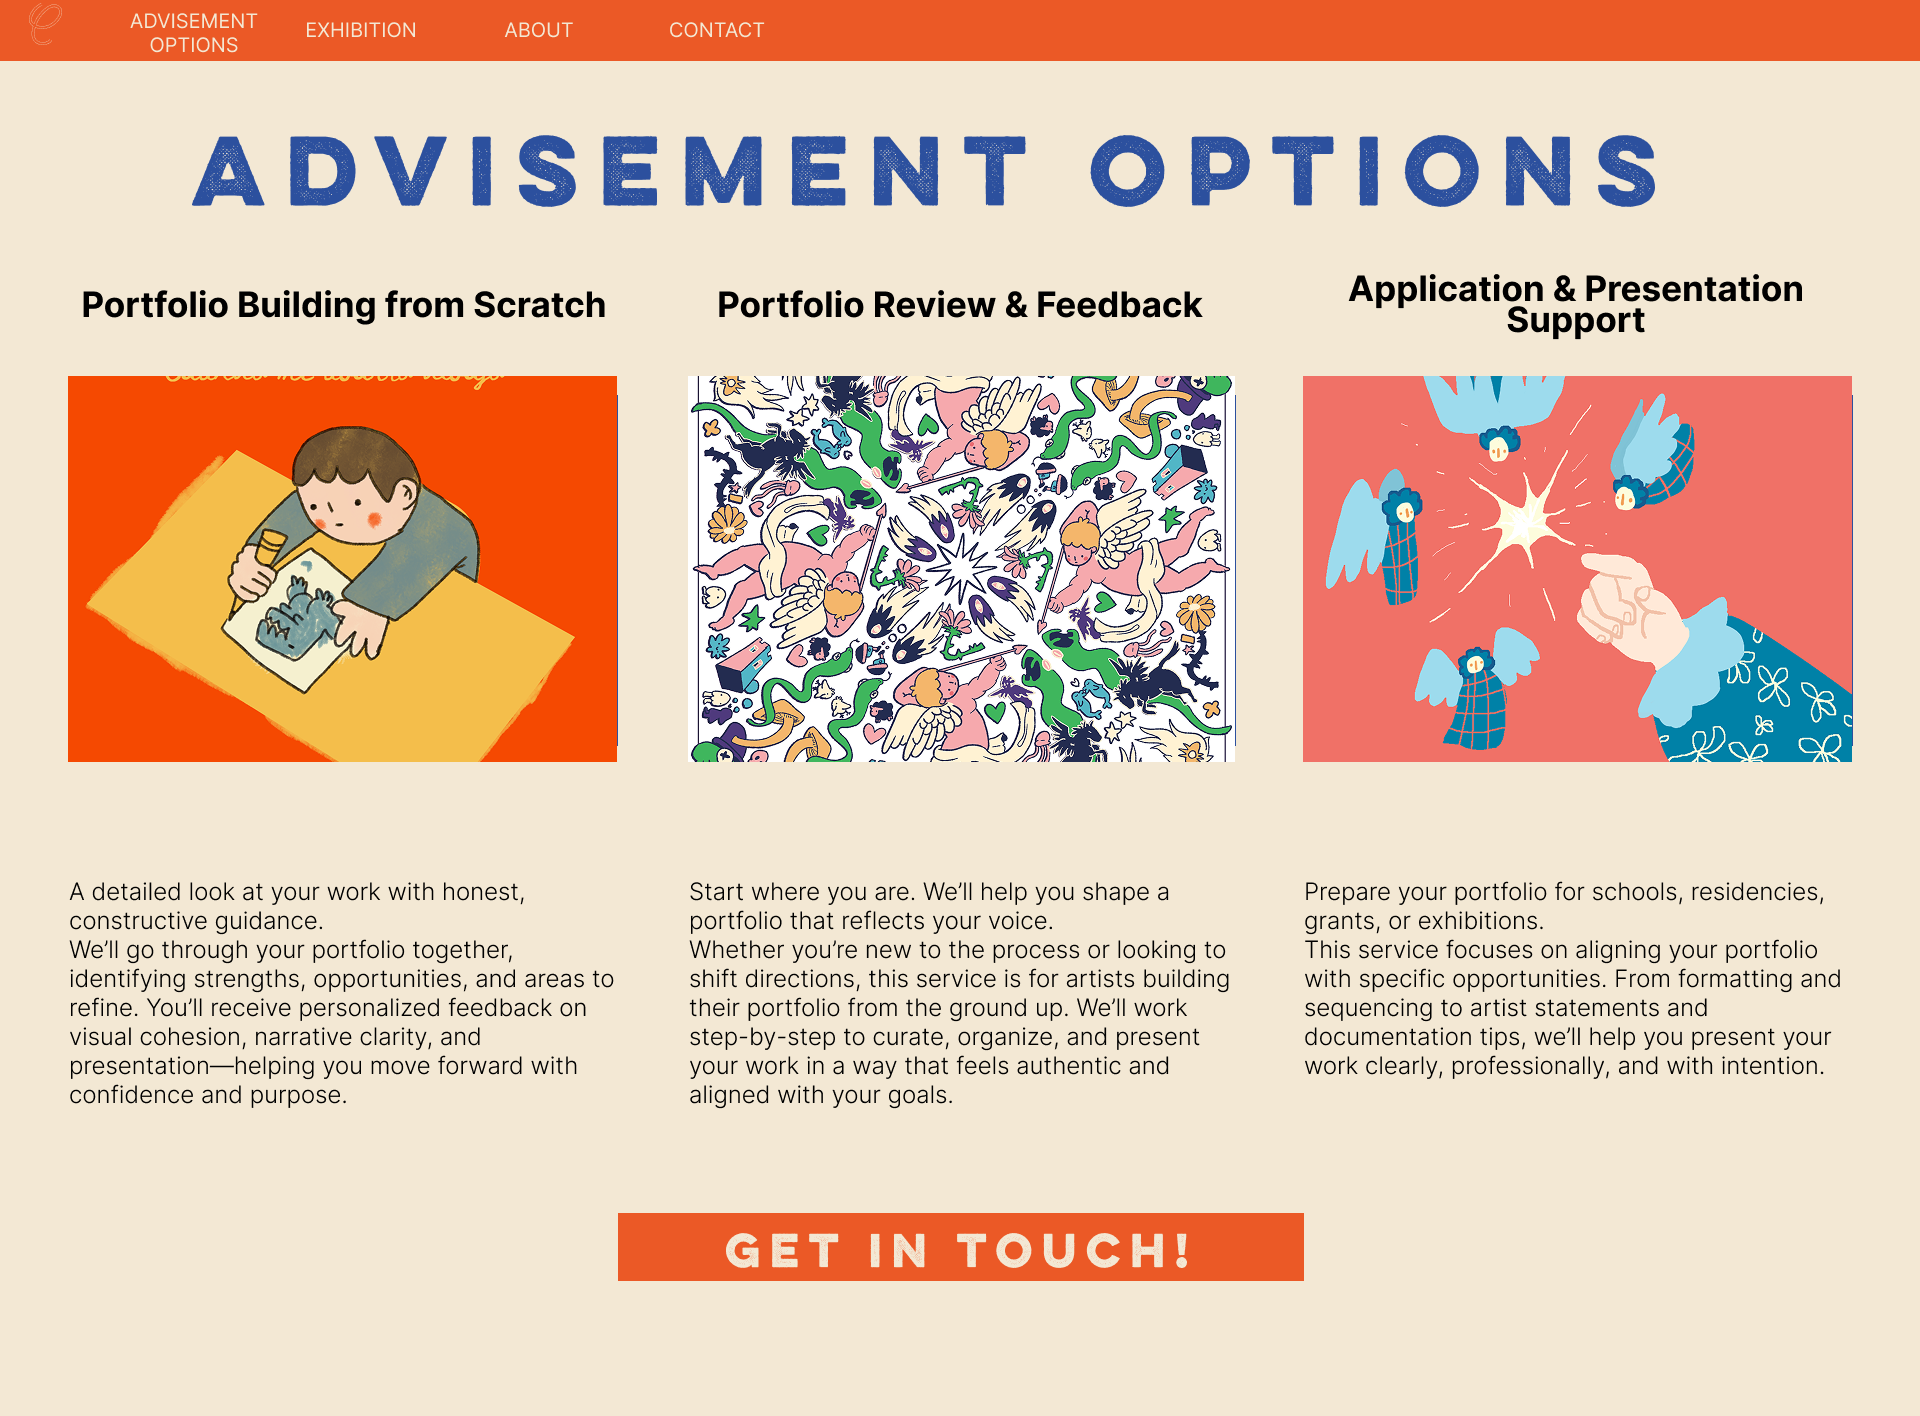 ADVISEMENT
OPTIONS
EXHIBITION
ABOUT
CONTACT
ADVISEMENT OPTIONS
Portfolio Building from Scratch
Portfolio Review & Feedback
Application & Presentation
Support
A detailed look at your work with honest,
constructive guidance.
We’ll go through your portfolio together,
identifying strengths, opportunities, and areas to
refine. You’ll receive personalized feedback on
visual cohesion, narrative clarity, and
presentation—helping you move forward with
confidence and purpose.
Start where you are. We’ll help you shape a
portfolio that reflects your voice.
Whether you’re new to the process or looking to
shift directions, this service is for artists building
their portfolio from the ground up. We’ll work
step-by-step to curate, organize, and present
your work in a way that feels authentic and
aligned with your goals.
Prepare your portfolio for schools, residencies,
grants, or exhibitions.
This service focuses on aligning your portfolio
with specific opportunities. From formatting and
sequencing to artist statements and
documentation tips, we’ll help you present your
work clearly, professionally, and with intention.
GET IN TOUCH!